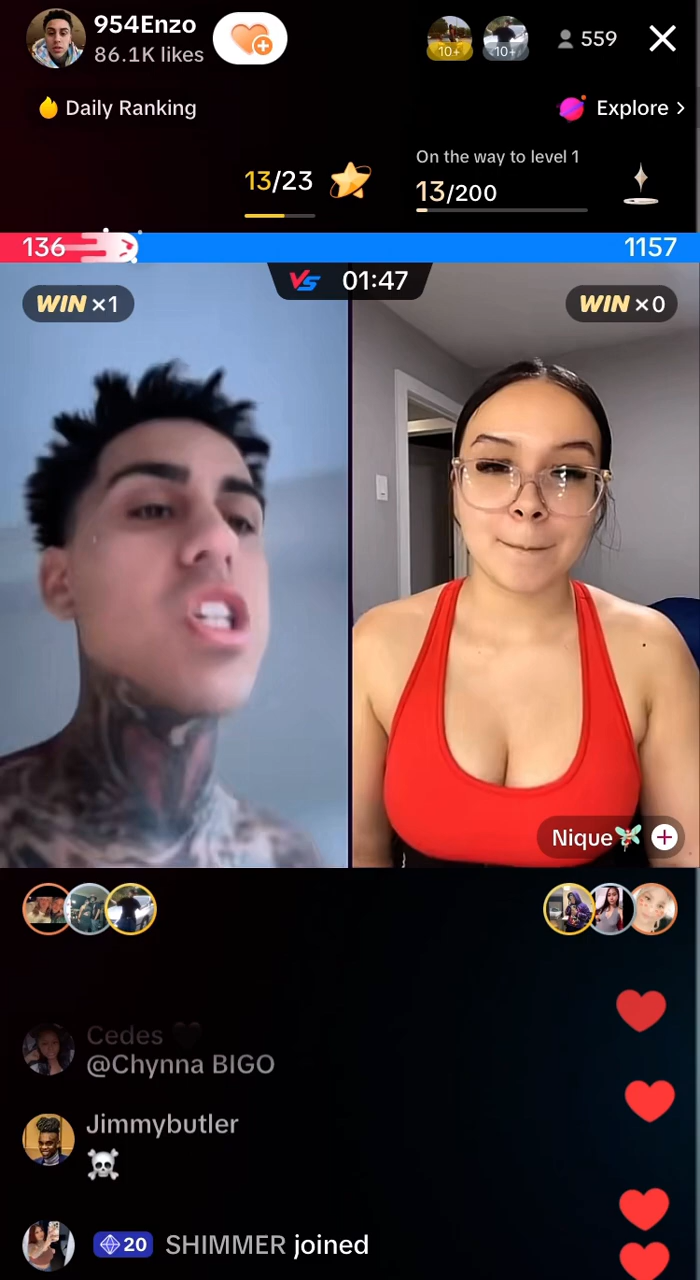 954Enzo
86.1K likes
10+
10+
559
Daily Ranking
Explore >
13/23
On the way to level 1
13/200
136
1157
VS 01:47
WIN ×1
WIN ×0
Nique
Cedes
@Chynna BIGO
Jimmybutler
20 SHIMMER joined